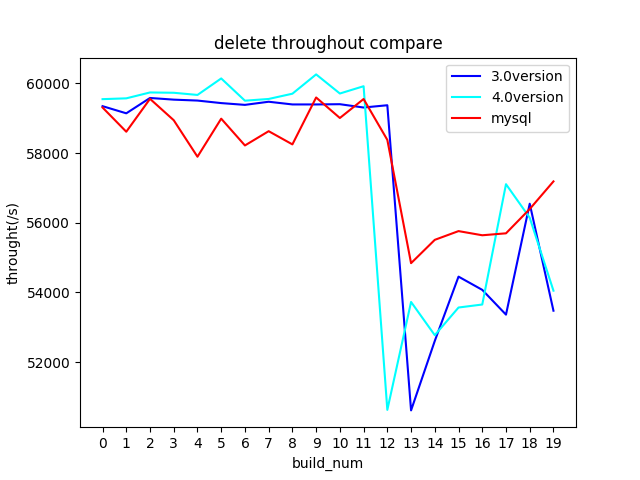 delete throughout compare
3.0version
4.0version
mysql
60000
58000
56000
54000
52000
throught(/s)
0 1 2 3 4 5 6 7 8 9 10 11 12 13 14 15 16 17 18 19
build_num